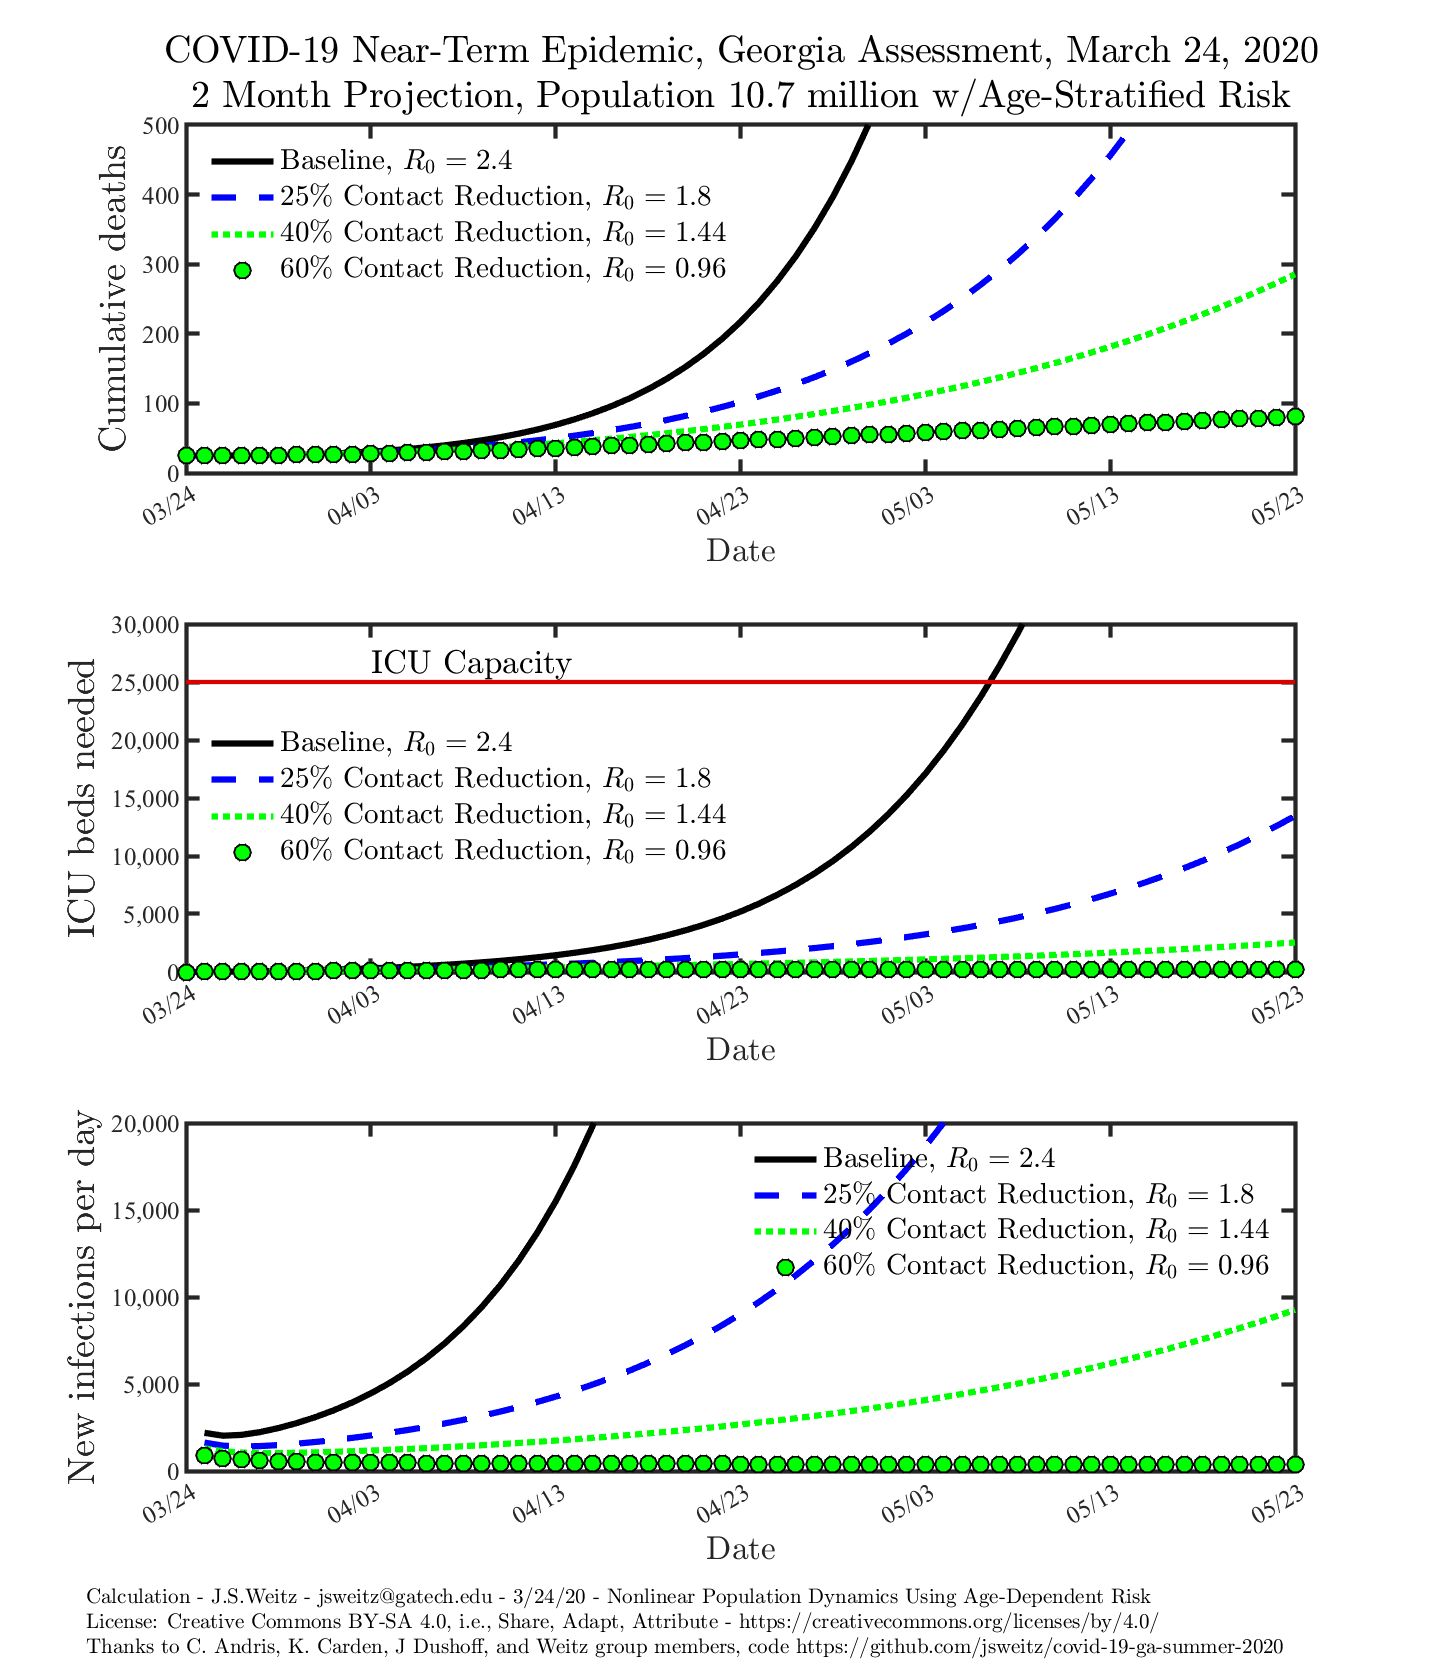 COVID-19 Near-Term Epidemic, Georgia Assessment, March 24, 2020
2 Month Projection, Population 10.7 million w/Age-Stratified Risk
Cumulative deaths
500
400
300
200
100
0
Baseline, R0 = 2.4
25% Contact Reduction, R0 = 1.8
40% Contact Reduction, R0 = 1.44
60% Contact Reduction, R0 = 0.96
03/24
04/03
04/13
04/23
05/03
05/13
05/23
Date
ICU beds needed
30,000
25,000
20,000
15,000
10,000
5,000
0
ICU Capacity
Baseline, R0 = 2.4
25% Contact Reduction, R0 = 1.8
40% Contact Reduction, R0 = 1.44
60% Contact Reduction, R0 = 0.96
03/24
04/03
04/13
04/23
05/03
05/13
05/23
Date
New infections per day
20,000
15,000
10,000
5,000
0
Baseline, R0 = 2.4
25% Contact Reduction, R0 = 1.8
40% Contact Reduction, R0 = 1.44
60% Contact Reduction, R0 = 0.96
03/24
04/03
04/13
04/23
05/03
05/13
05/23
Date
Calculation - J.S.Weitz - jsweitz@gatech.edu - 3/24/20 - Nonlinear Population Dynamics Using Age-Dependent Risk
License: Creative Commons BY-SA 4.0, i.e., Share, Adapt, Attribute - https://creativecommons.org/licenses/by/4.0/
Thanks to C. Andris, K. Carden, J Dushoff, and Weitz group members, code https://github.com/jsweitz/covid-19-ga-summer-2020